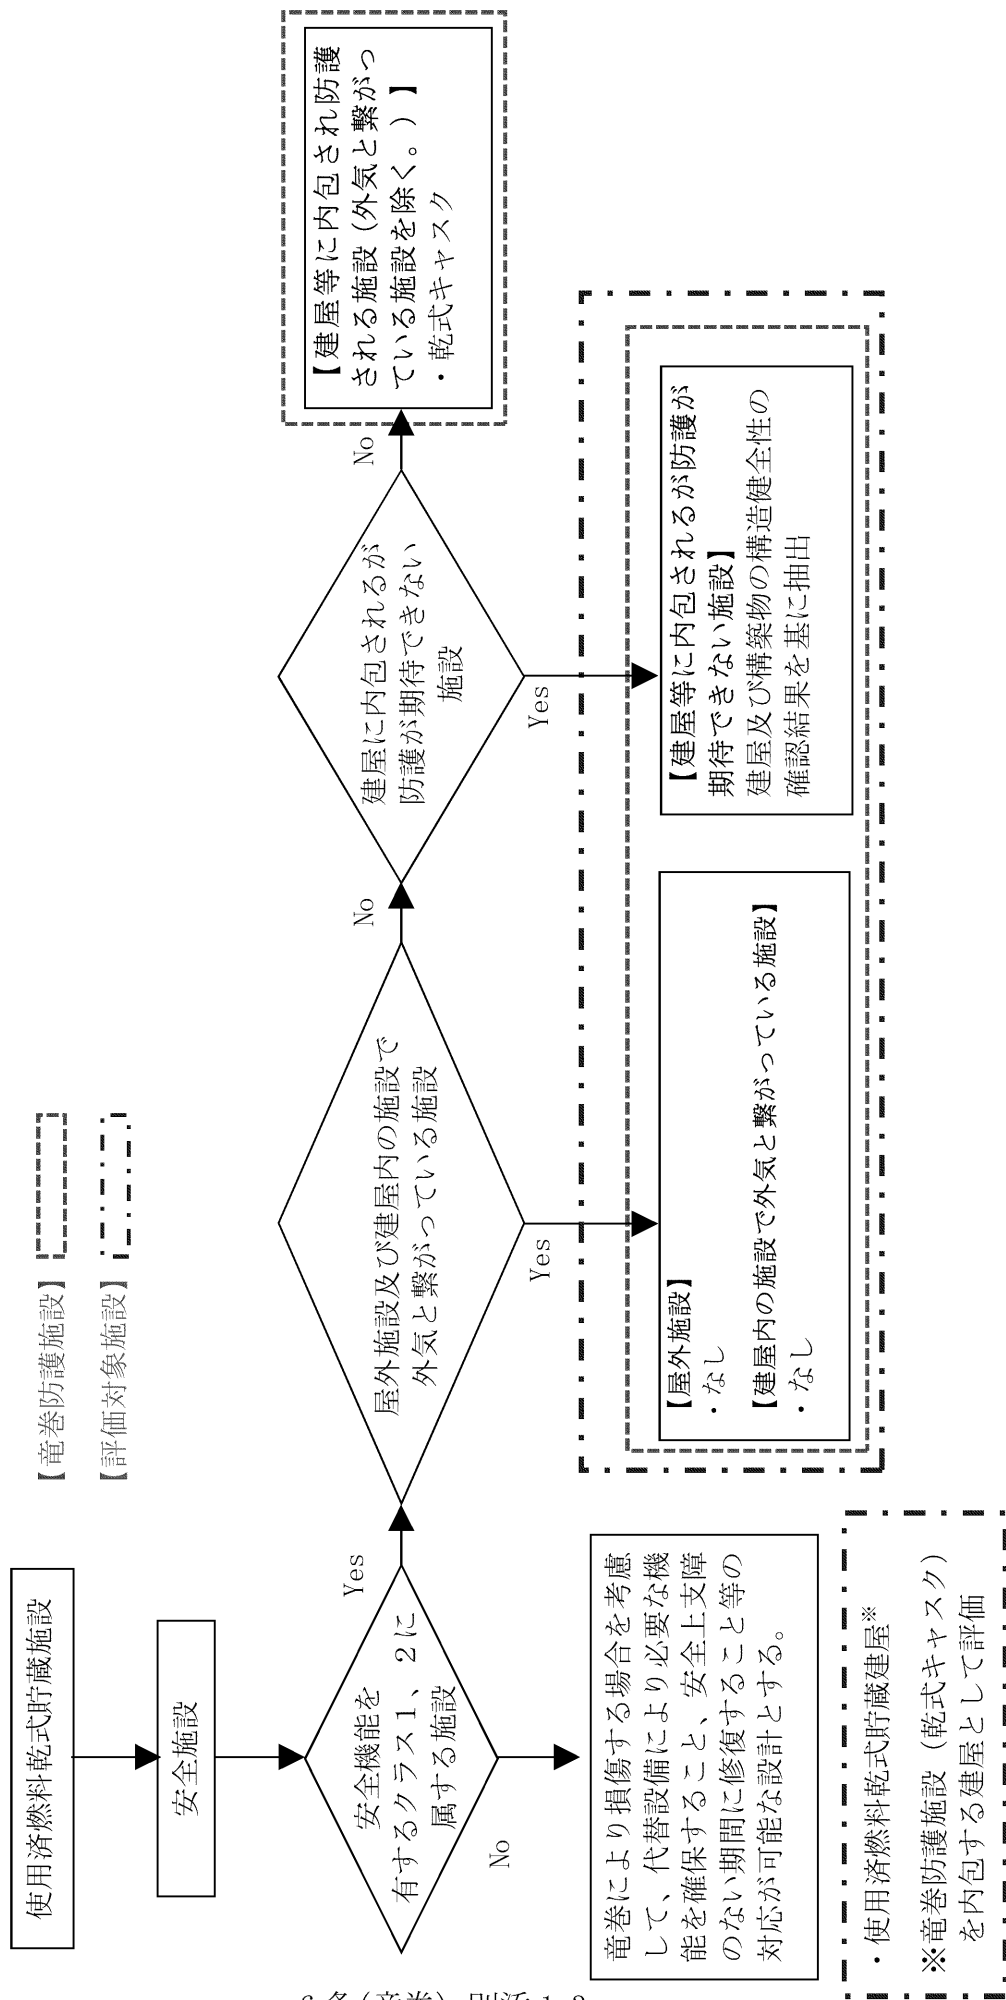 使用済燃料乾式貯蔵施設
安全施設
安全機能を
有するクラス1、2に
属する施設
Yes
No
竜巻により損傷する場合を考慮
して、代替設備により必要な機
能を確保すること、安全上支障
のない期間に修復すること等の
対応が可能な設計とする。
・使用済燃料乾式貯蔵建屋※
※竜巻防護施設（乾式キャスク）
を内包する建屋として評価
【竜巻防護施設】
【評価対象施設】
屋外施設及び建屋内の施設で
外気と繋がっている施設
No
Yes
【屋外施設】
・なし
【建屋内の施設で外気と繋がっている施設】
・なし
建屋に内包されるが
防護が期待できない
施設
No
Yes
【建屋等に内包されるが防護が
期待できない施設】
建屋及び構築物の構造健全性の
確認結果を基に抽出
【建屋等に内包され防護
される施設（外気と繋がっ
ている施設を除く。）】
・乾式キャスク